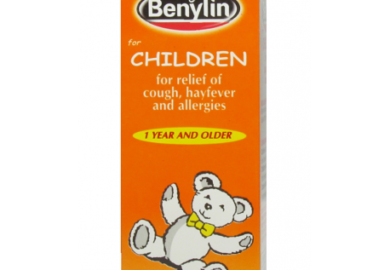 Benylin
for
CHILDREN
for relief of
cough, hayfever
and allergies
1 YEAR AND OLDER